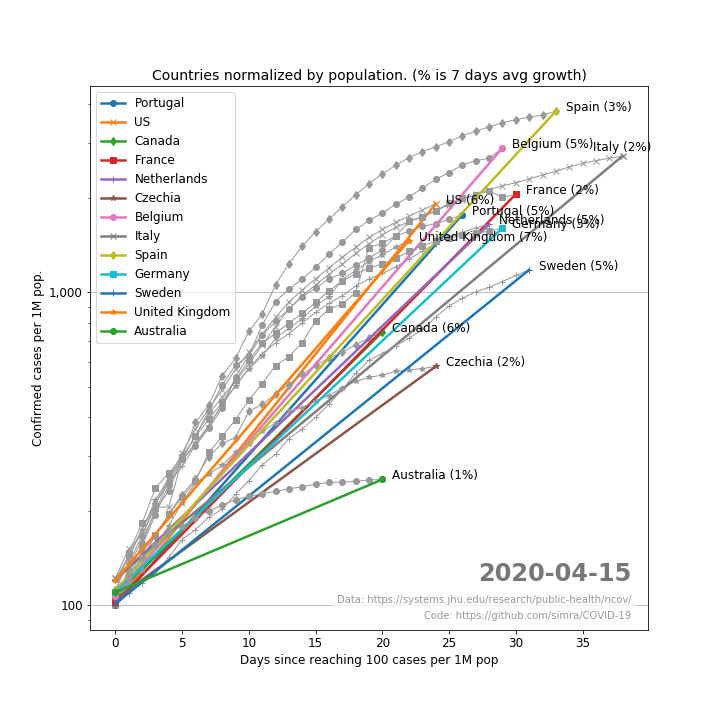 Countries normalized by population. (% is 7 days avg growth)
Portugal
US
Canada
France
Netherlands
Czechia
Belgium
Italy
Spain
Germany
Sweden
United Kingdom
Australia
Spain (3%)
Belgium (5%)
Italy (2%)
France (2%)
US (6%)
Portugal (5%)
Netherlands (5%)
Germany (3%)
United Kingdom (7%)
Sweden (5%)
Canada (6%)
Czechia (2%)
Australia (1%)
1,000
100
Confirmed cases per 1M pop.
2020-04-15
Data: https://systems.jhu.edu/research/public-health/ncov/
Code: https://github.com/simra/COVID-19
0 5 10 15 20 25 30 35
Days since reaching 100 cases per 1M pop